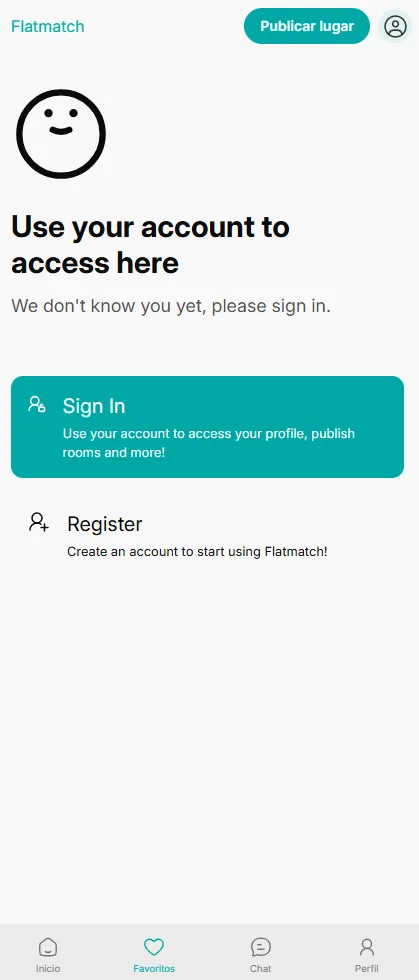 Flatmatch
Publicar lugar
Use your account to
access here
We don't know you yet, please sign in.
Sign In
Use your account to access your profile, publish
rooms and more!
Register
Create an account to start using Flatmatch!
Inicio
Favoritos
Chat
Perfil